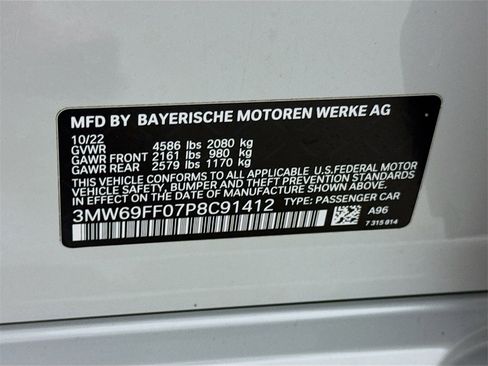 MFD BY BAYERISCHE MOTOREN WERKE AG
10/22
GVWR 4586 lbs 2080 kg
GAWR FRONT 2161 lbs 980 kg
GAWR REAR 2579 lbs 1170 kg
THIS VEHICLE CONFORMS TO ALL APPLICABLE U.S.FEDERAL MOTOR
VEHICLE SAFETY, BUMPER AND THEFT PREVENTION STANDARDS
IN EFFECT ON THE DATE OF MANUFACTURE SHOWN ABOVE.
3MW69FF07P8C91412 TYPE: PASSENGER CAR
A96
7 315 814